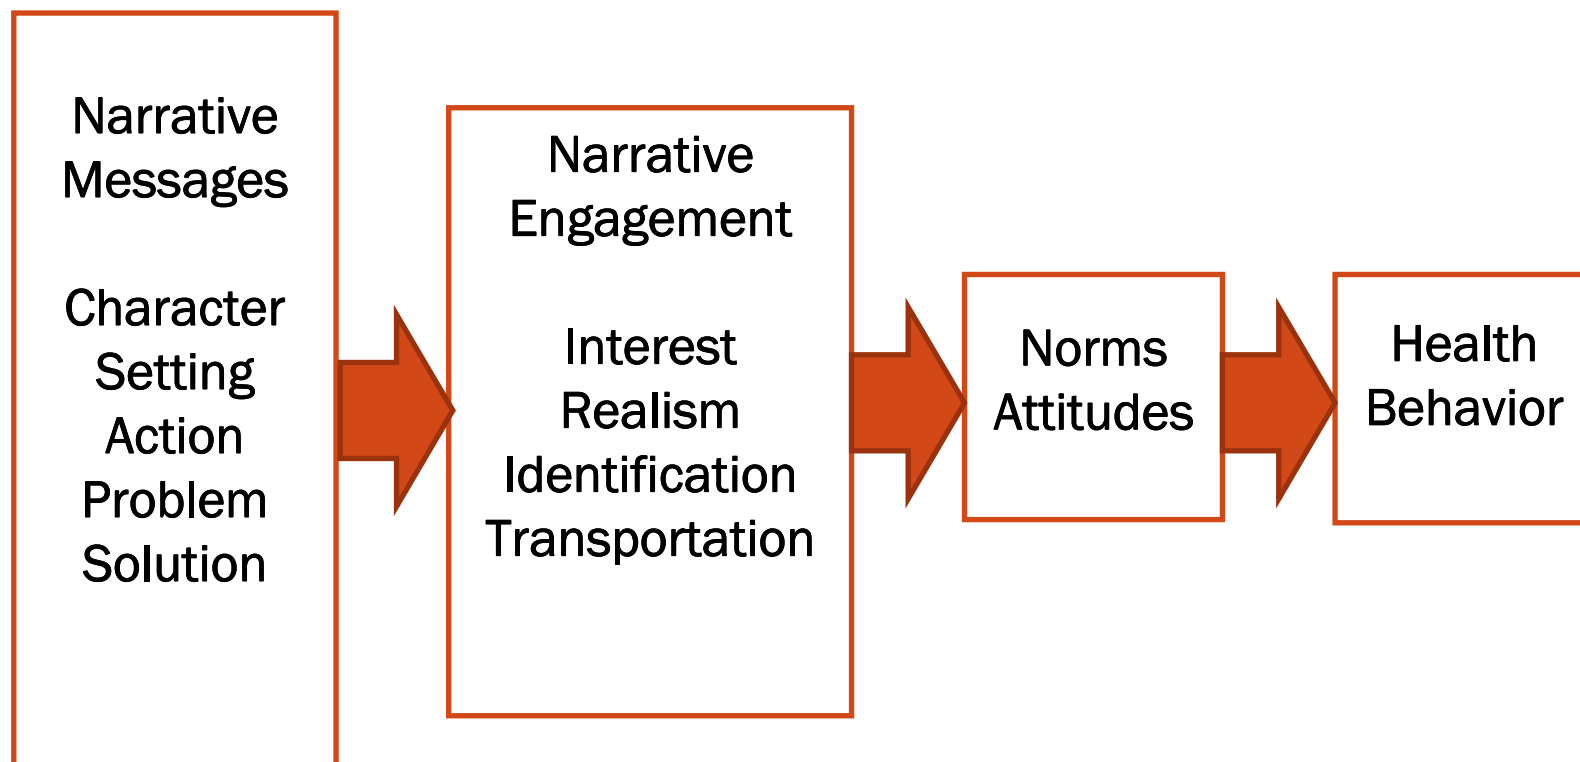 Narrative
Messages
Character
Setting
Action
Problem
Solution
Narrative
Engagement
Interest
Realism
Identification
Transportation
Norms
Attitudes
Health
Behavior